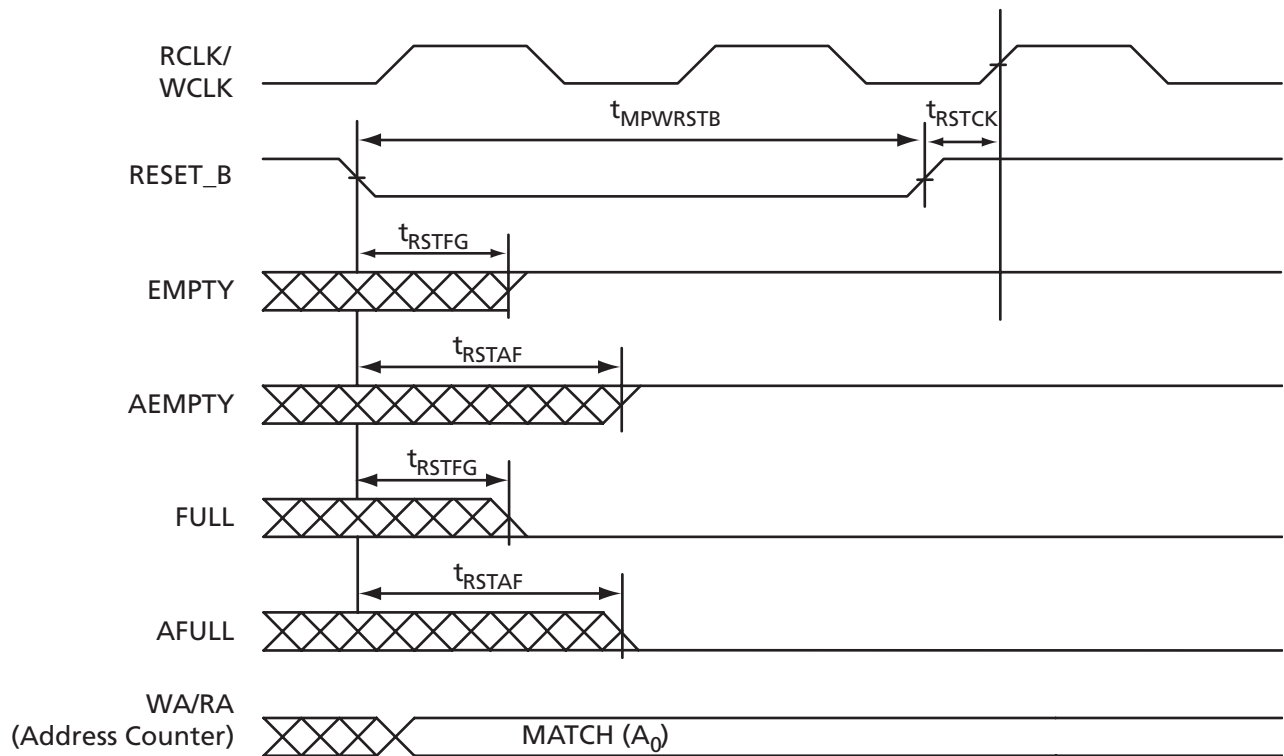 RCLK/
WCLK
tMPWRSTB
tRSTCK
RESET_B
tRSTFG
EMPTY
tRSTAF
AEMPTY
tRSTFG
FULL
tRSTAF
AFULL
WA/RA
(Address Counter)
MATCH (A0)